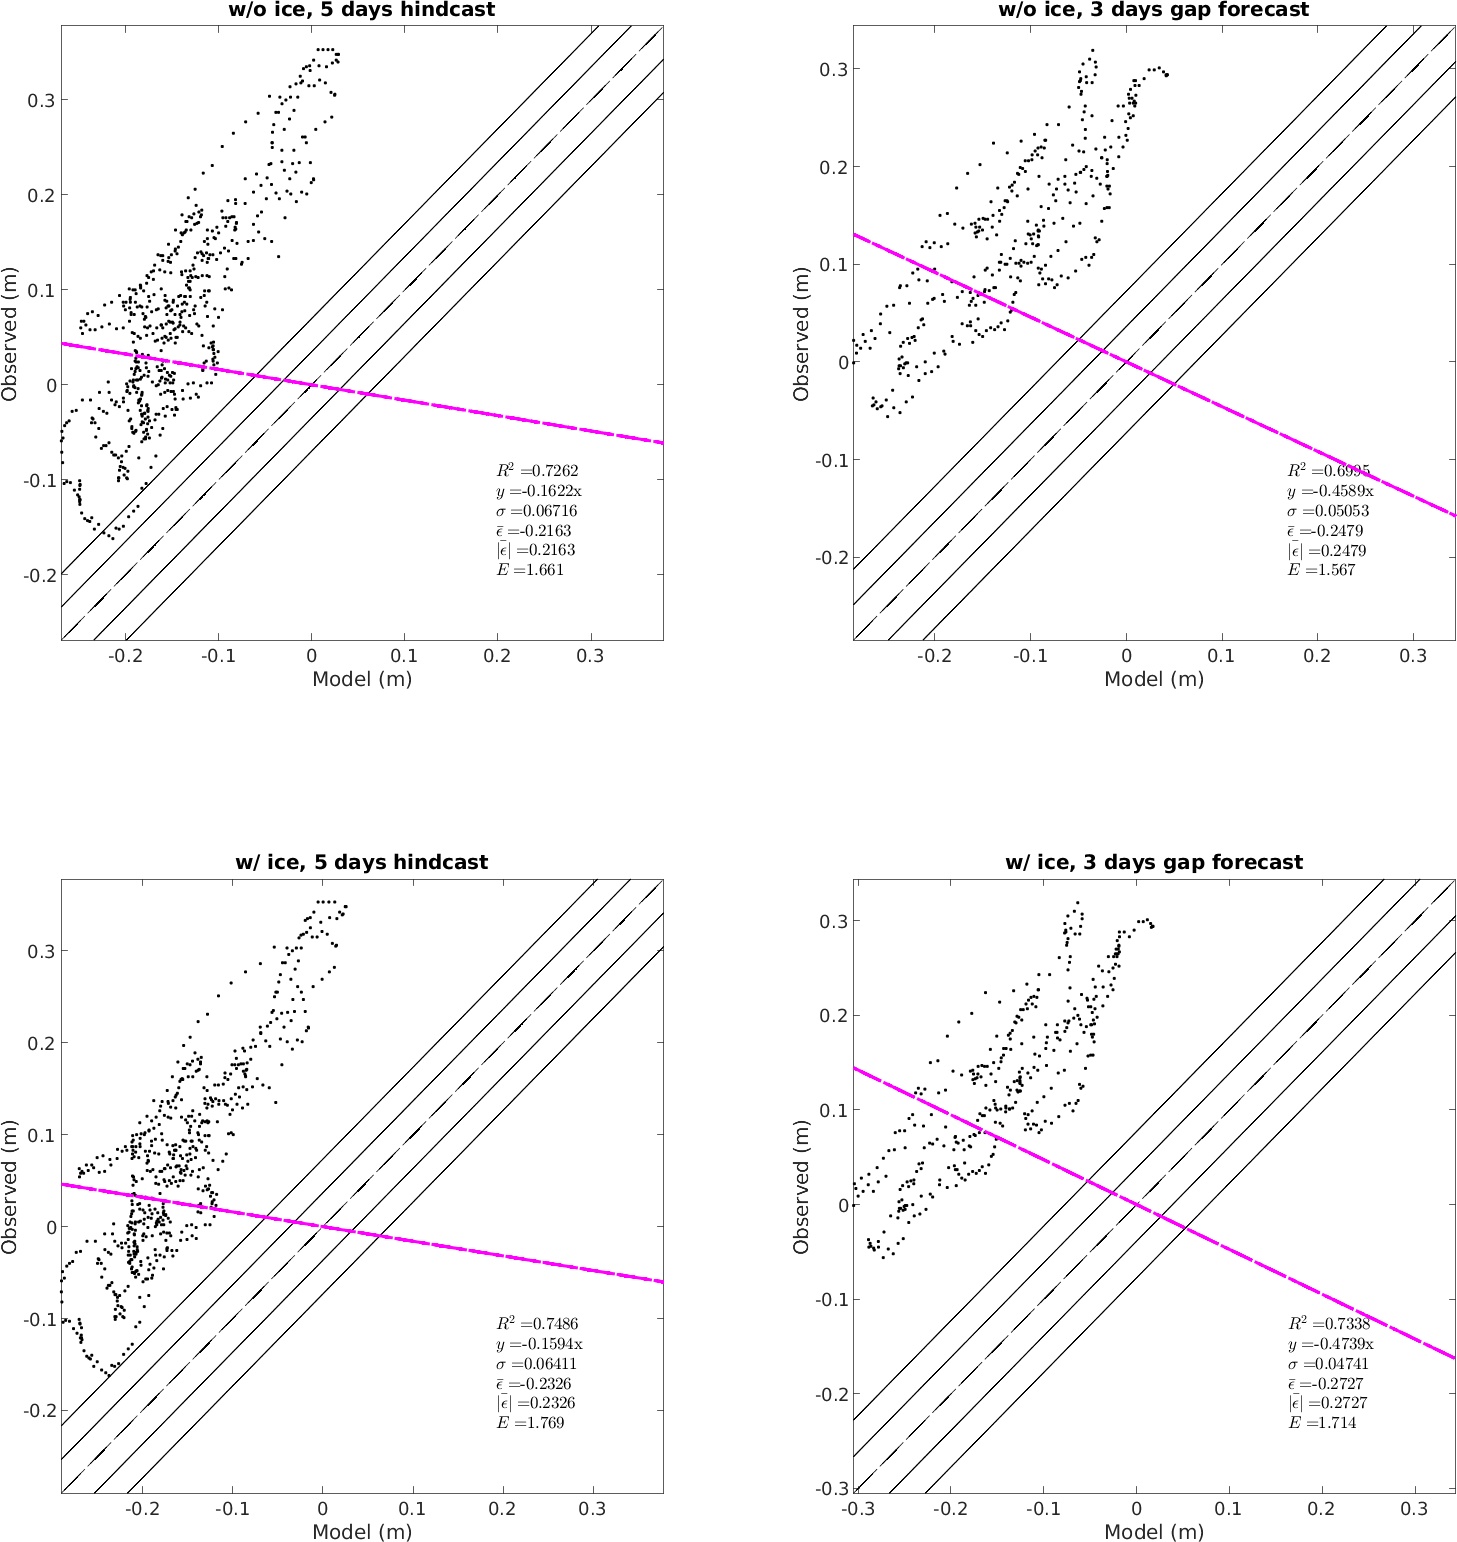 w/o ice, 5 days hindcast
0.3
0.2
0.1
0
-0.1
-0.2
Observed (m)
R² =0.7262
y =-0.1622x
σ =0.06716
ϵ̄ =-0.2163
|ϵ̄| =0.2163
E =1.661
-0.2 -0.1 0 0.1 0.2 0.3
Model (m)
w/o ice, 3 days gap forecast
0.3
0.2
0.1
0
-0.1
-0.2
Observed (m)
R² =0.6995
y =-0.4589x
σ =0.05053
ϵ̄ =-0.2479
|ϵ̄| =0.2479
E =1.567
-0.2 -0.1 0 0.1 0.2 0.3
Model (m)
w/ ice, 5 days hindcast
0.3
0.2
0.1
0
-0.1
-0.2
Observed (m)
R² =0.7486
y =-0.1594x
σ =0.06411
ϵ̄ =-0.2326
|ϵ̄| =0.2326
E =1.769
-0.2 -0.1 0 0.1 0.2 0.3
Model (m)
w/ ice, 3 days gap forecast
0.3
0.2
0.1
0
-0.1
-0.2
-0.3
Observed (m)
R² =0.7338
y =-0.4739x
σ =0.04741
ϵ̄ =-0.2727
|ϵ̄| =0.2727
E =1.714
-0.3 -0.2 -0.1 0 0.1 0.2 0.3
Model (m)